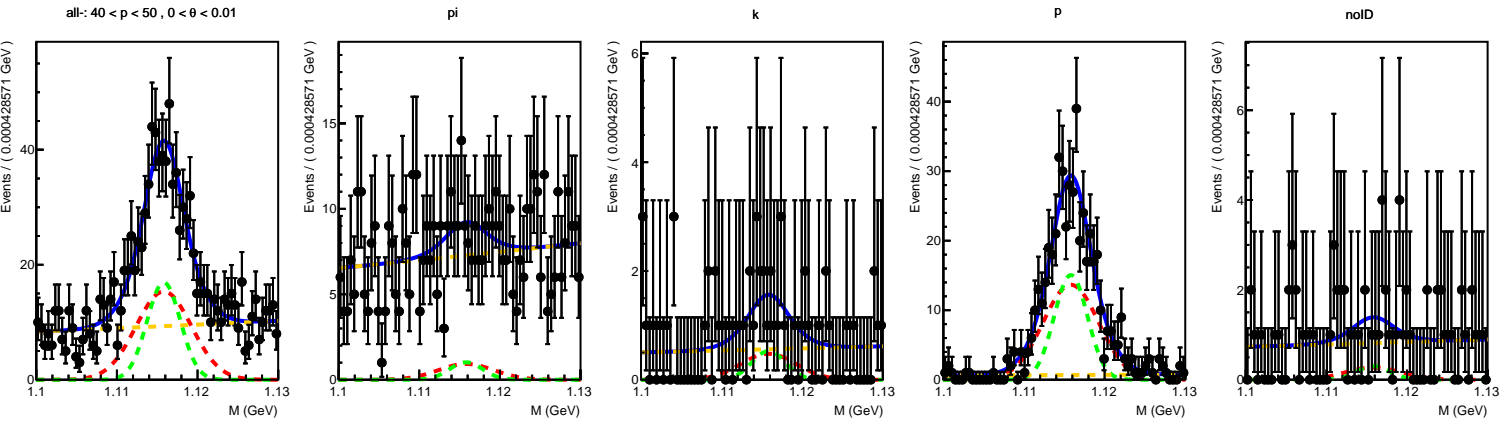 all-: 40 < p < 50 , 0 < θ < 0.01
Events / ( 0.000428571 GeV )
40
20
0
1.1 1.11 1.12 1.13
M (GeV)
pi
Events / ( 0.000428571 GeV )
15
10
5
0
1.1 1.11 1.12 1.13
M (GeV)
k
Events / ( 0.000428571 GeV )
6
4
2
0
1.1 1.11 1.12 1.13
M (GeV)
p
Events / ( 0.000428571 GeV )
40
30
20
10
0
1.1 1.11 1.12 1.13
M (GeV)
noID
Events / ( 0.000428571 GeV )
6
4
2
0
1.1 1.11 1.12 1.13
M (GeV)